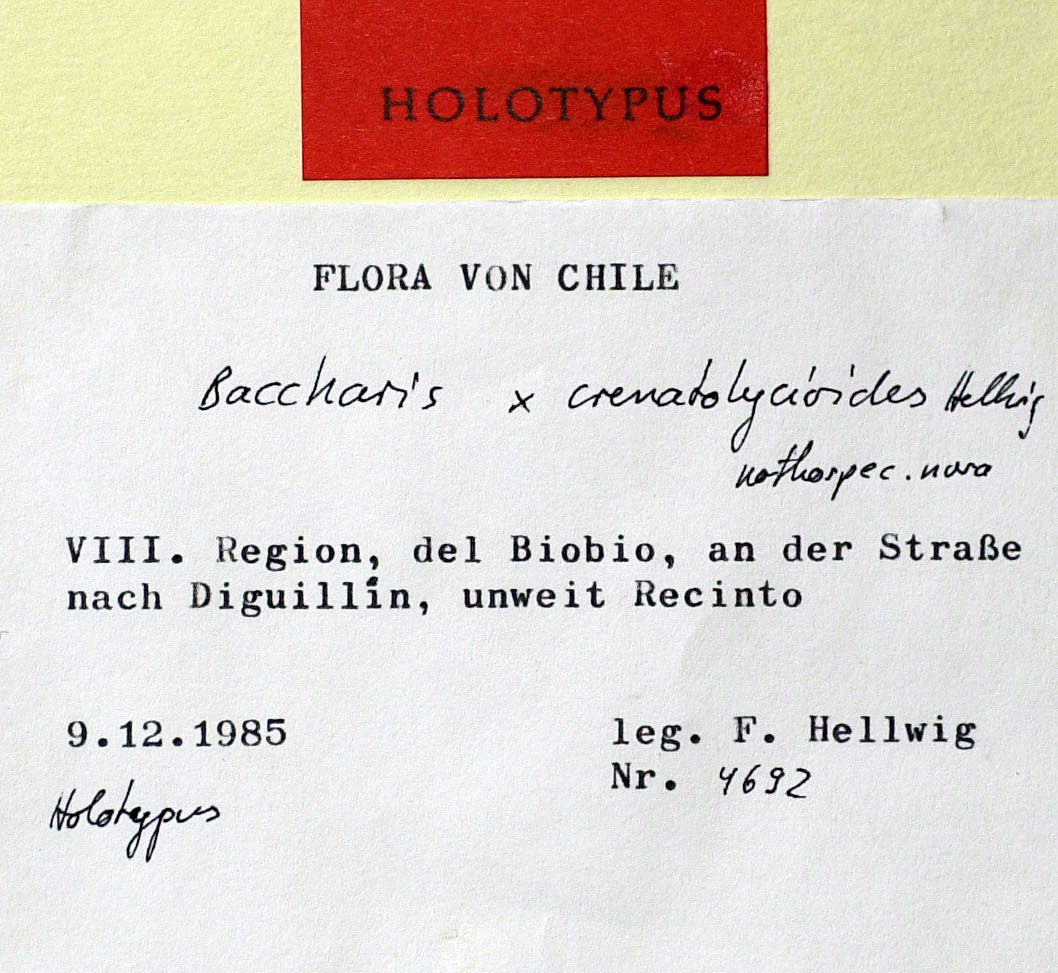 HOLOTYPUS
FLORA VON CHILE
Baccharis x crenatolycioides Hellwig
nothospec. nova
VIII. Region, del Biobio, an der Straße
nach Diguillín, unweit Recinto
9.12.1985 leg. F. Hellwig
Nr. 4692
Holotypus